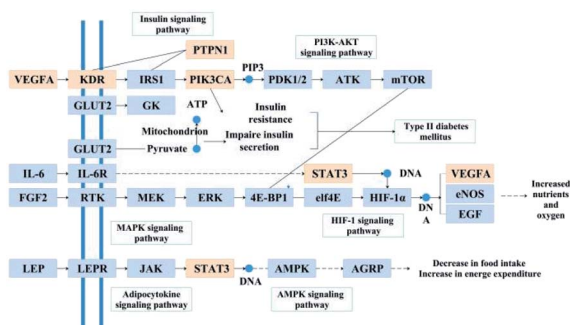 Insulin signaling
pathway
PTPN1
PI3K-AKT
signaling pathway
PIP3
VEGFA
KDR
IRS1
PIK3CA
PDK1/2
ATK
mTOR
GLUT2
GK
ATP
Insulin
resistance
Mitochondrion
Impaire insulin
secretion
Type II diabetes
mellitus
GLUT2
Pyruvate
IL-6
IL-6R
STAT3
DNA
VEGFA
FGF2
RTK
MEK
ERK
4E-BP1
elf4E
HIF-1α
DN
A
eNOS
EGF
Increased
nutrients
and
oxygen
MAPK signaling
pathway
HIF-1 signaling
pathway
LEP
LEPR
JAK
STAT3
DNA
AMPK
AGRP
Decrease in food intake
Increase in energy expenditure
Adipocytokine
signaling pathway
AMPK signaling
pathway